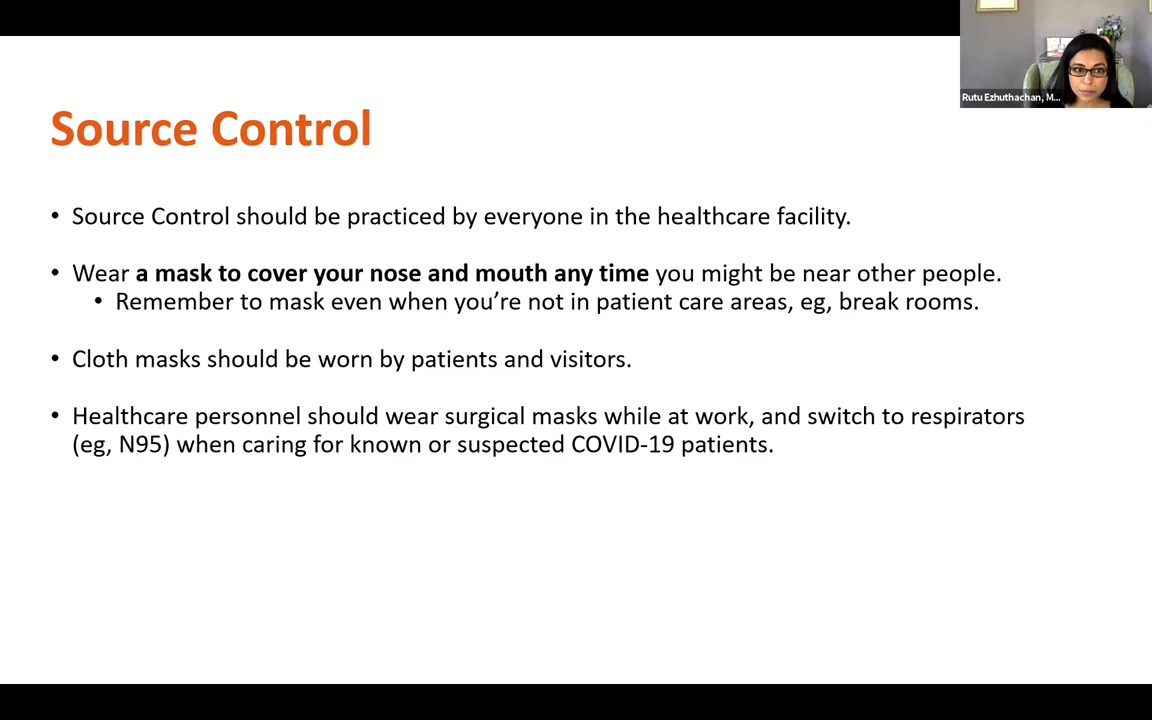 Rutu Ezhuthachan, M...
Source Control
• Source Control should be practiced by everyone in the healthcare facility.
• Wear a mask to cover your nose and mouth any time you might be near other people.
• Remember to mask even when you’re not in patient care areas, eg, break rooms.
• Cloth masks should be worn by patients and visitors.
• Healthcare personnel should wear surgical masks while at work, and switch to respirators
(eg, N95) when caring for known or suspected COVID-19 patients.